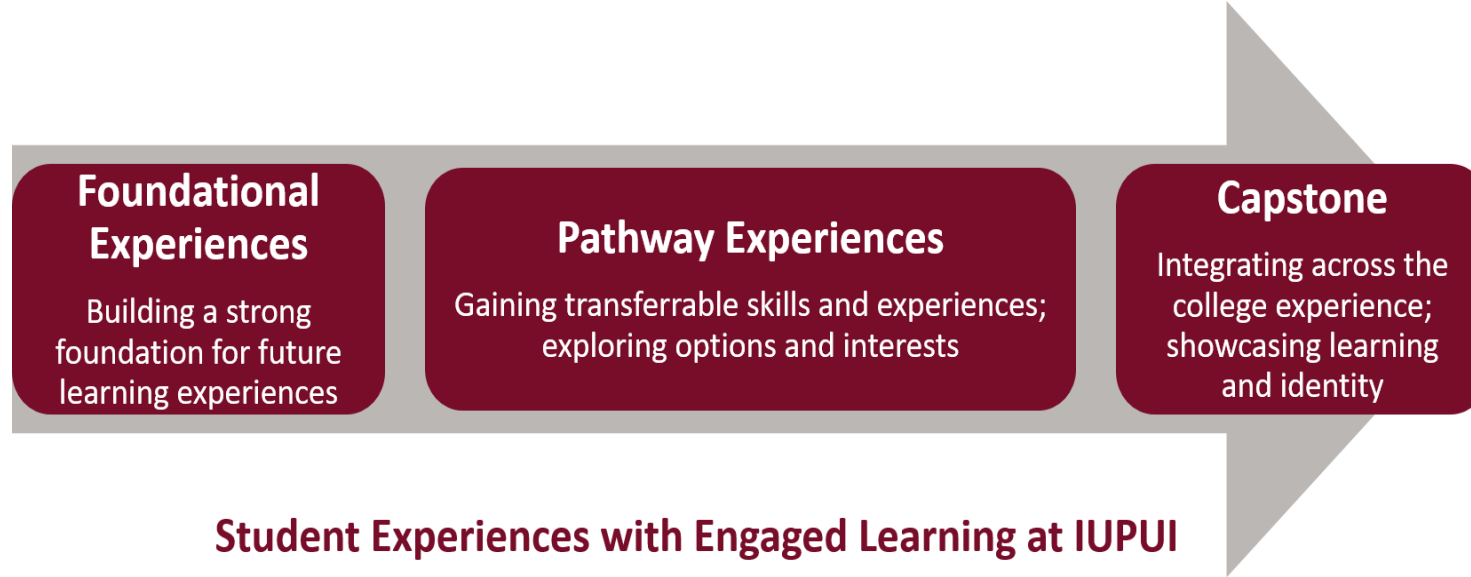 Foundational
Experiences
Building a strong
foundation for future
learning experiences
Pathway Experiences
Gaining transferrable skills and experiences;
exploring options and interests
Capstone
Integrating across the
college experience;
showcasing learning
and identity
Student Experiences with Engaged Learning at IUPUI